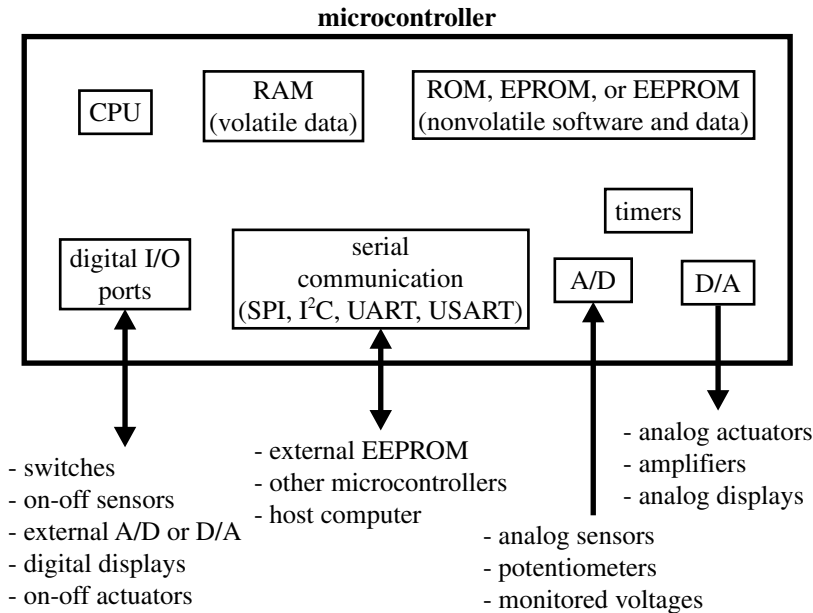 microcontroller
CPU
RAM
(volatile data)
ROM, EPROM, or EEPROM
(nonvolatile software and data)
timers
digital I/O
ports
serial
communication
(SPI, I²C, UART, USART)
A/D
D/A
- switches
- on-off sensors
- external A/D or D/A
- digital displays
- on-off actuators
- external EEPROM
- other microcontrollers
- host computer
- analog sensors
- potentiometers
- monitored voltages
- analog actuators
- amplifiers
- analog displays